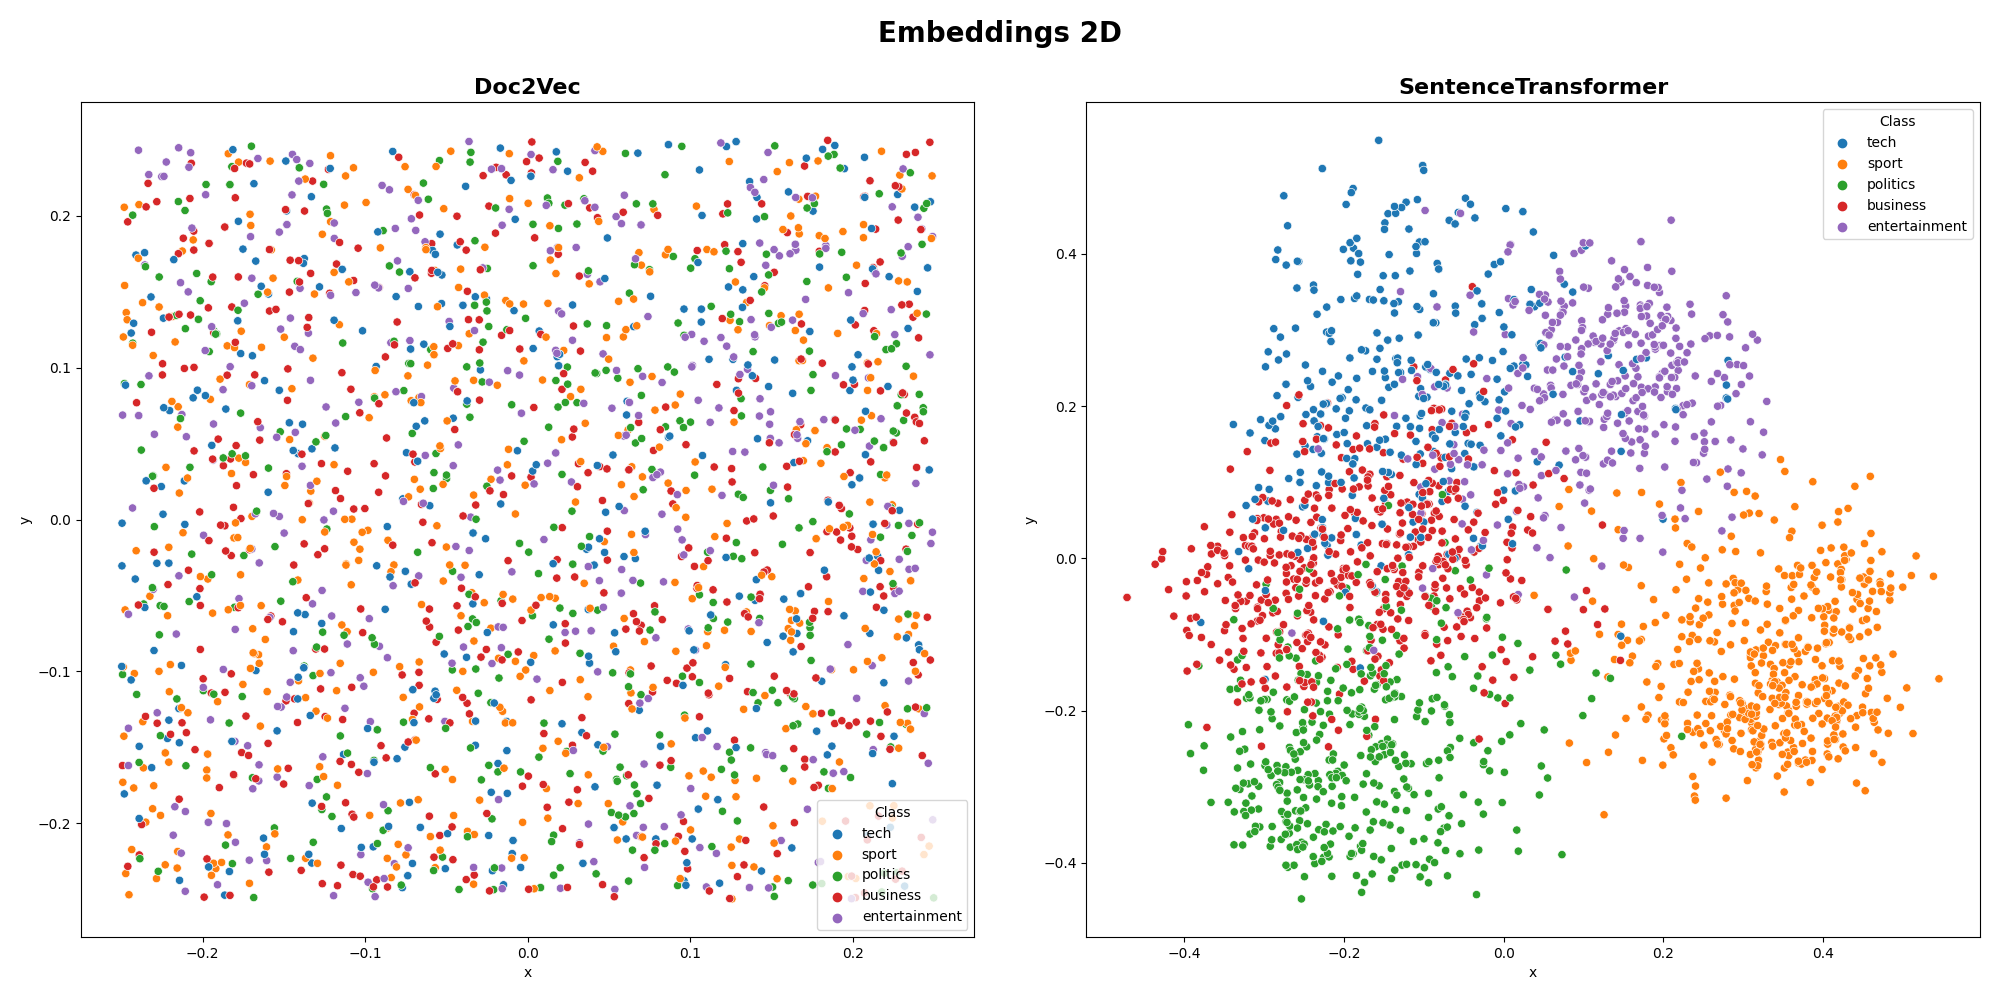 Embeddings 2D
Doc2Vec
y
0.2
0.1
0.0
−0.1
−0.2
−0.2
−0.1
0.0
0.1
0.2
x
Class
tech
sport
politics
business
entertainment
SentenceTransformer
y
0.4
0.2
0.0
−0.2
−0.4
−0.4
−0.2
0.0
0.2
0.4
x
Class
tech
sport
politics
business
entertainment